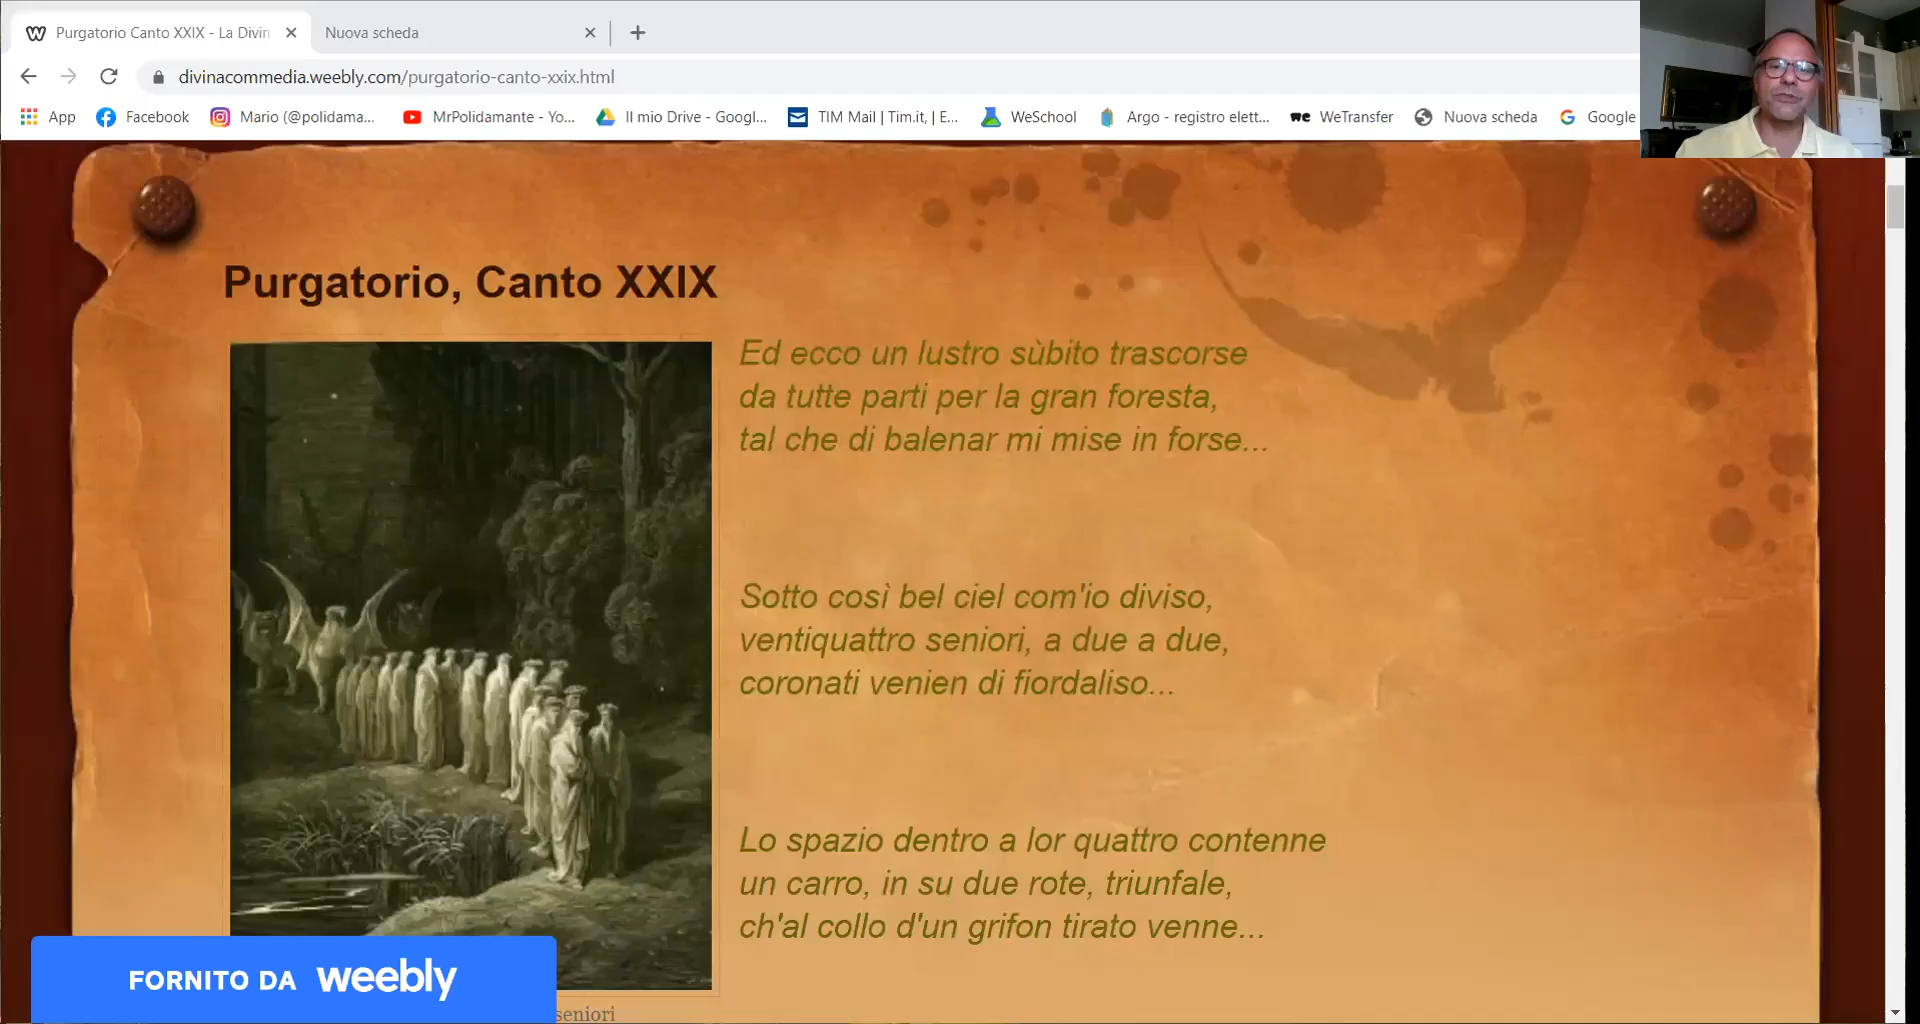 Purgatorio Canto XXIX - La Divin
Nuova scheda
divinacommedia.weebly.com/purgatorio-canto-xxix.html
App
Facebook
Mario (@polidama...
MrPolidamante - Yo...
Il mio Drive - Googl...
TIM Mail | Tim.it, | E...
WeSchool
Argo - registro elett...
WeTransfer
Nuova scheda
Google
Purgatorio, Canto XXIX
Ed ecco un lustro sùbito trascorse
da tutte parti per la gran foresta,
tal che di balenar mi mise in forse...
Sotto così bel ciel com'io diviso,
ventiquattro seniori, a due a due,
coronati venien di fiordaliso...
Lo spazio dentro a lor quattro contenne
un carro, in su due rote, triunfale,
ch'al collo d'un grifon tirato venne...
FORNITO DA weebly
seniori